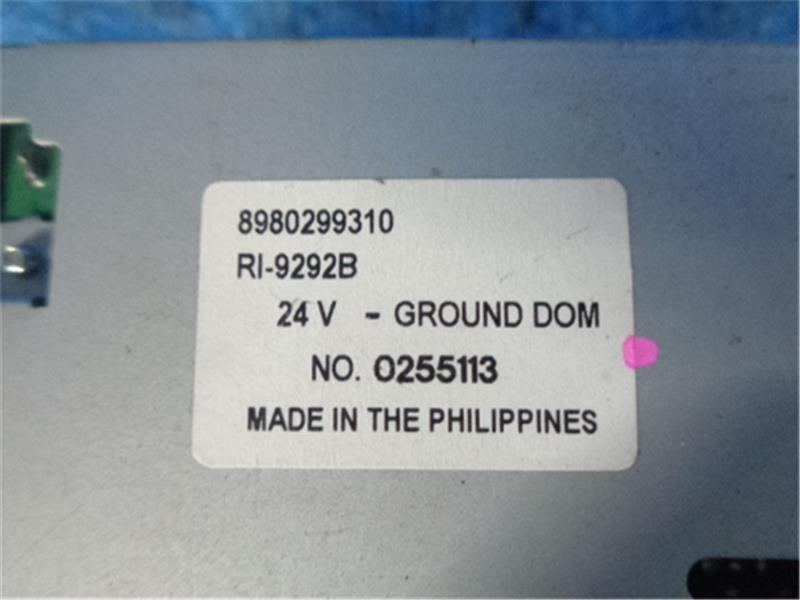 8980299310
RI-9292B
24 V - GROUND DOM
NO. 0255113
MADE IN THE PHILIPPINES